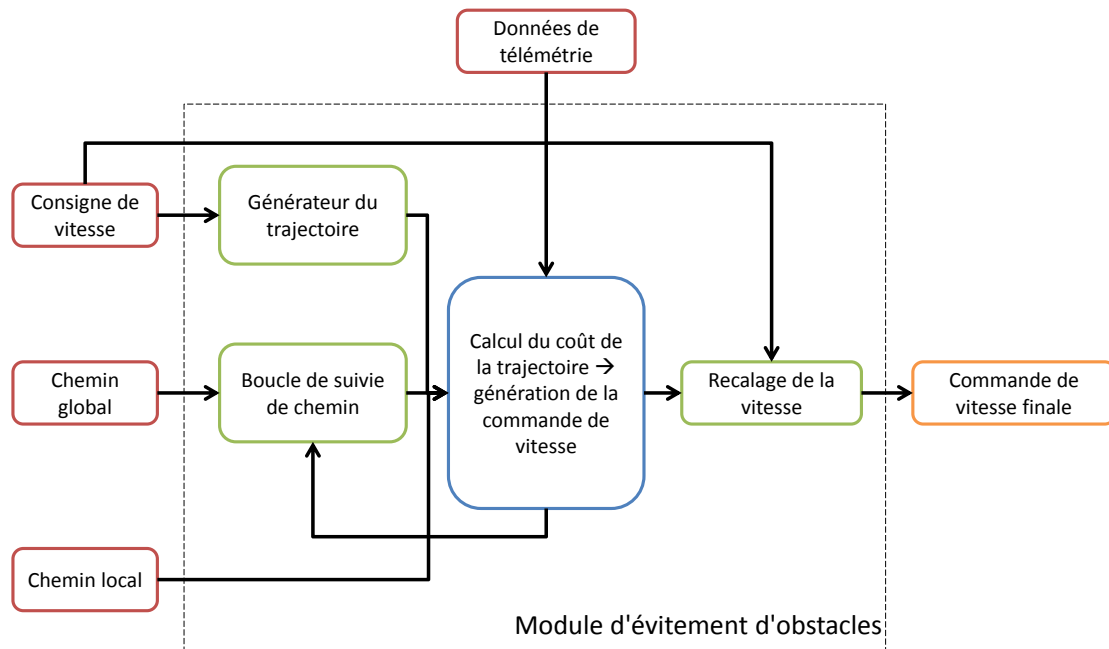 Données de
télémétrie
Consigne de
vitesse
Générateur du
trajectoire
Chemin
global
Boucle de suivie
de chemin
Calcul du coût de
la trajectoire →
génération de la
commande de
vitesse
Recalage de la
vitesse
Commande de
vitesse finale
Chemin local
Module d'évitement d'obstacles